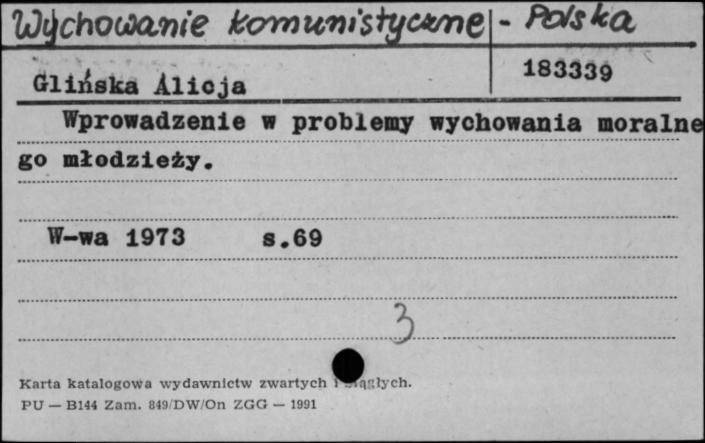 Wychowanie komunistyczne - Polska
Glińska Alicja 183339
Wprowadzenie w problemy wychowania moralne
go młodzieży.
W-wa 1973 s.69
3
Karta katalogowa wydawnictw zwartych i ciągłych.
PU — B144 Zam. 849/DW/On ZGG — 1991